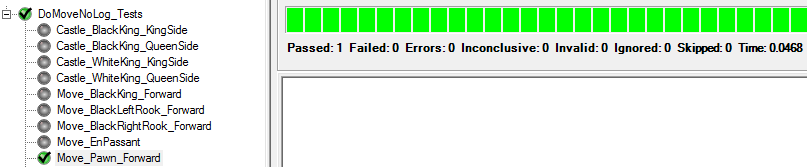 DoMoveNoLog_Tests
Castle_BlackKing_KingSide
Castle_BlackKing_QueenSide
Castle_WhiteKing_KingSide
Castle_WhiteKing_QueenSide
Move_BlackKing_Forward
Move_BlackLeftRook_Forward
Move_BlackRightRook_Forward
Move_EnPassant
Move_Pawn_Forward
Passed: 1 Failed: 0 Errors: 0 Inconclusive: 0 Invalid: 0 Ignored: 0 Skipped: 0 Time: 0.0468